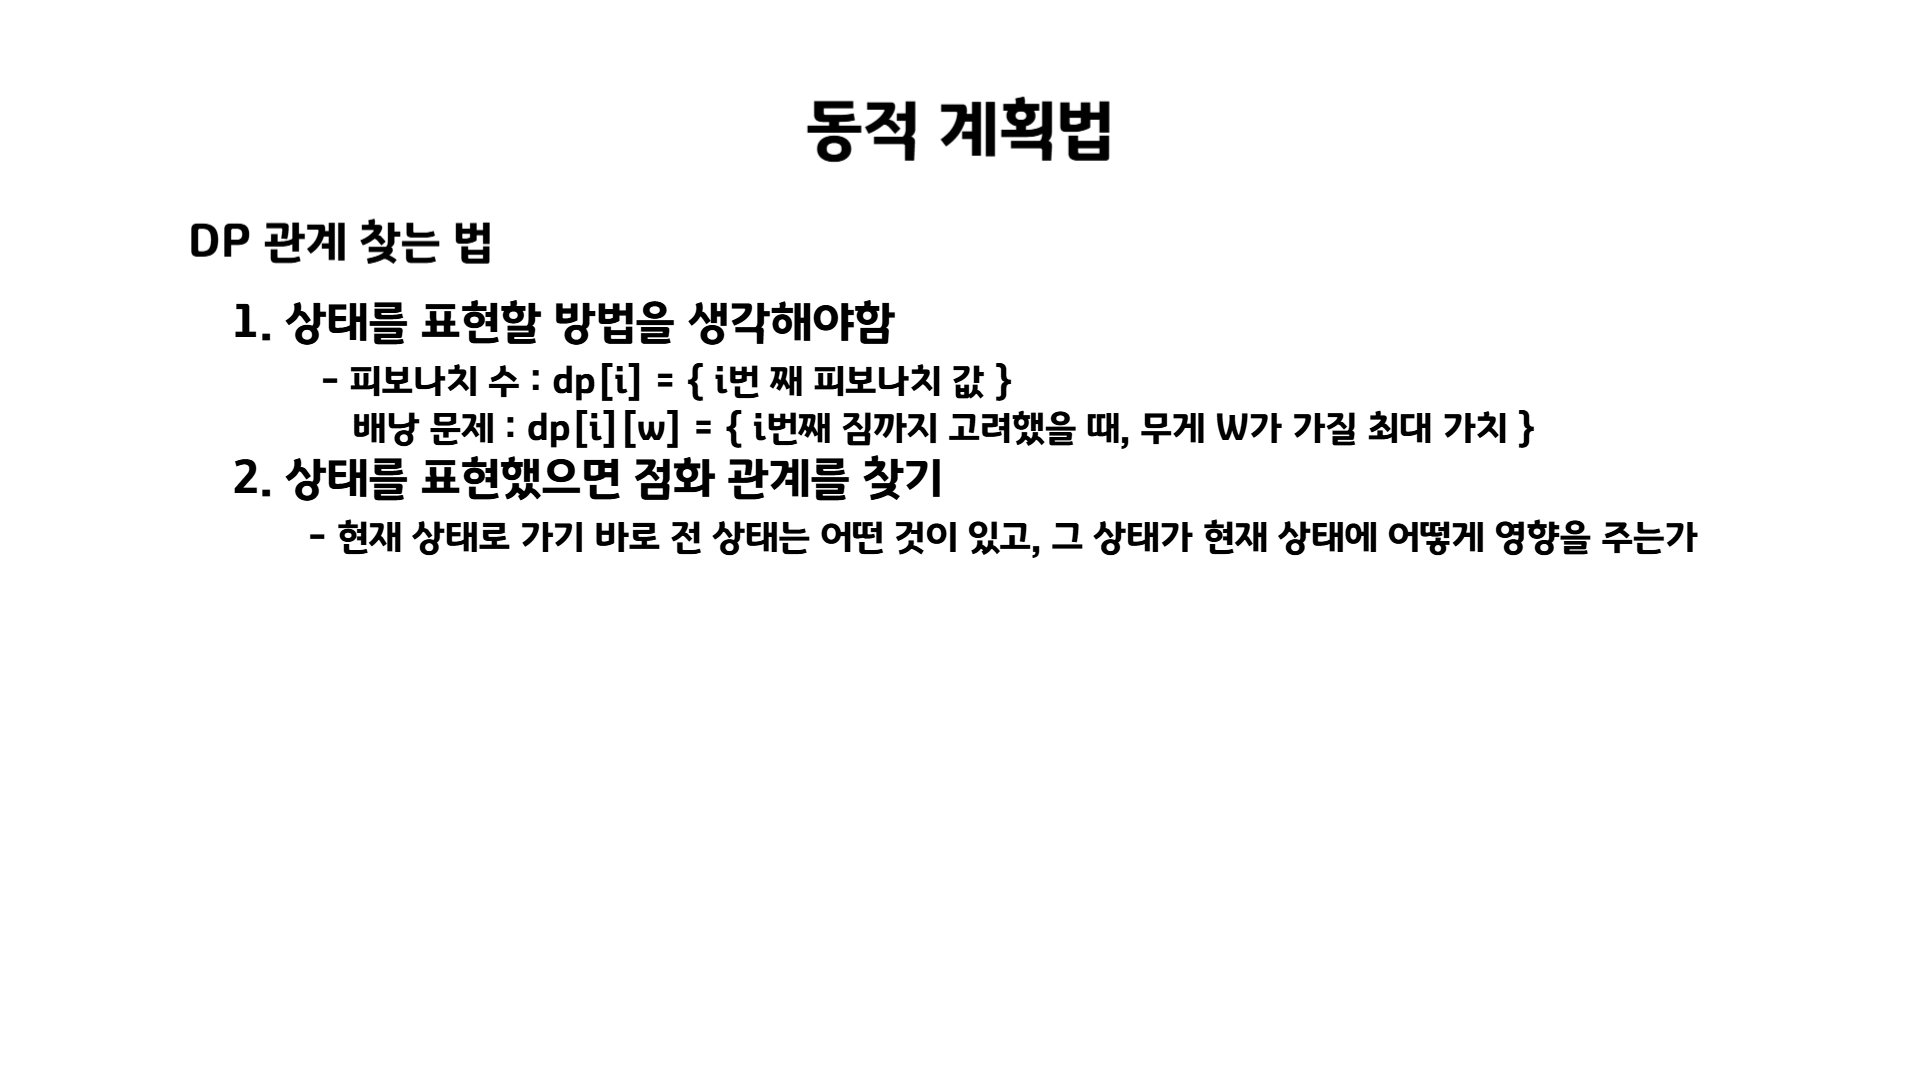 동적 계획법
DP 관계 찾는 법
1. 상태를 표현할 방법을 생각해야함
- 피보나치 수 : dp[i] = { i번 째 피보나치 값 }
배낭 문제 : dp[i][w] = { i번째 짐까지 고려했을 때, 무게 W가 가질 최대 가치 }
2. 상태를 표현했으면 점화 관계를 찾기
- 현재 상태로 가기 바로 전 상태는 어떤 것이 있고, 그 상태가 현재 상태에 어떻게 영향을 주는가